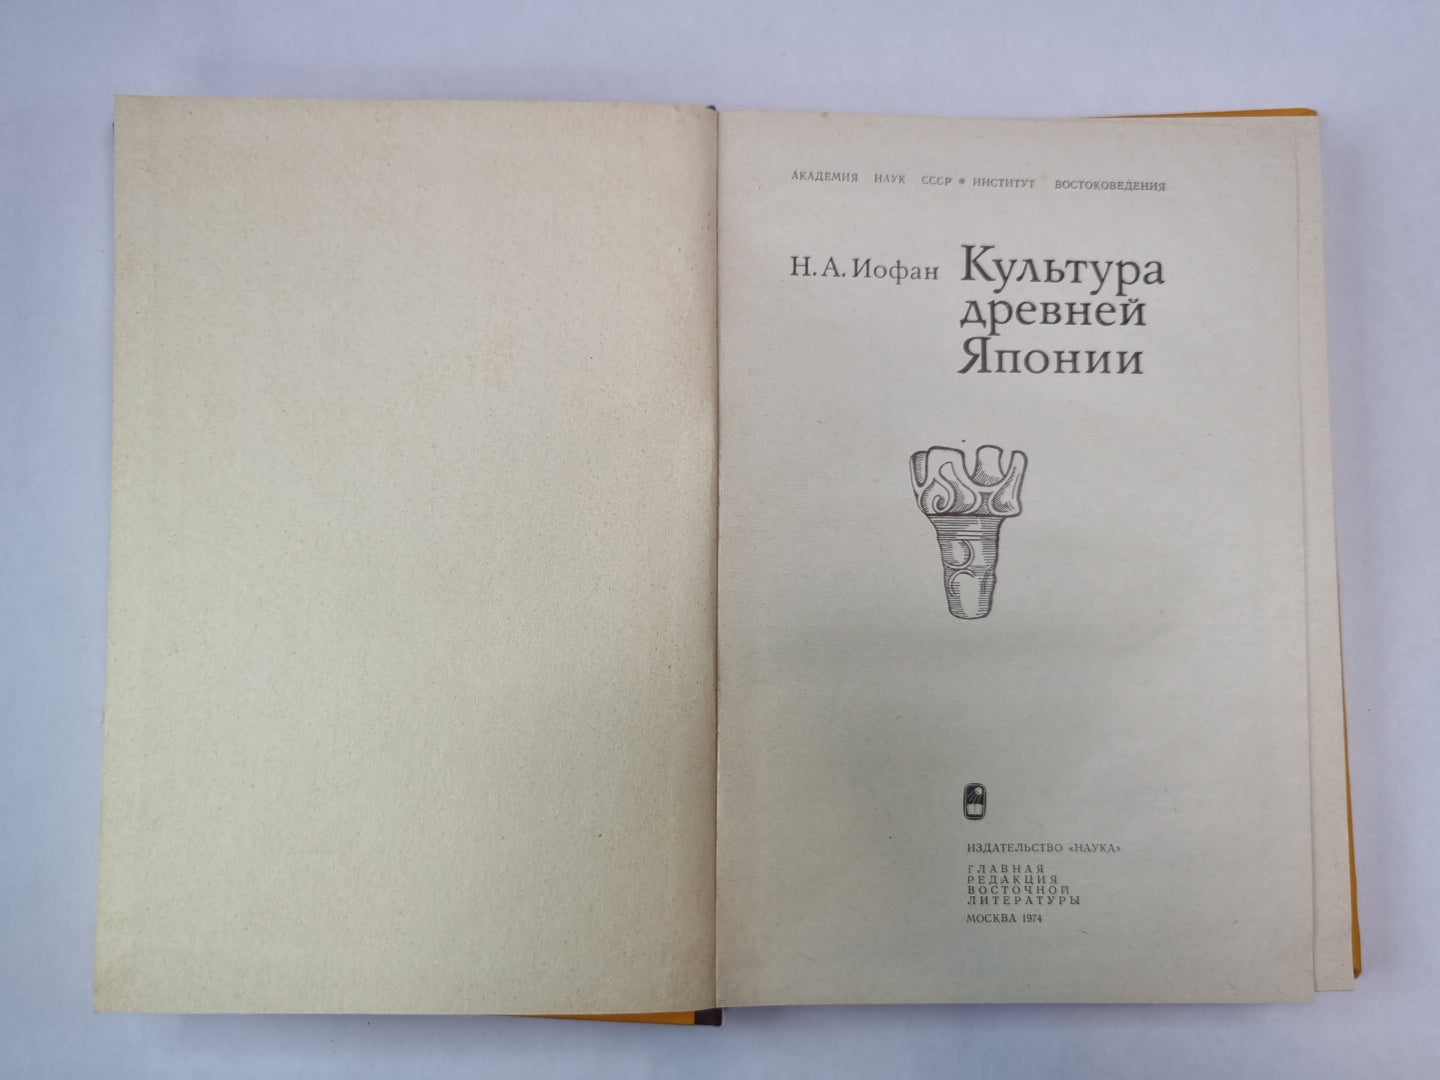 АКАДЕМИЯ НАУК СССР * ИНСТИТУТ ВОСТОКОВЕДЕНИЯ
Н. А. Иофан
Культура
древней
Японии
ИЗДАТЕЛЬСТВО «НАУКА»
ГЛАВНАЯ
РЕДАКЦИЯ
ВОСТОЧНОЙ
ЛИТЕРАТУРЫ
МОСКВА 1974